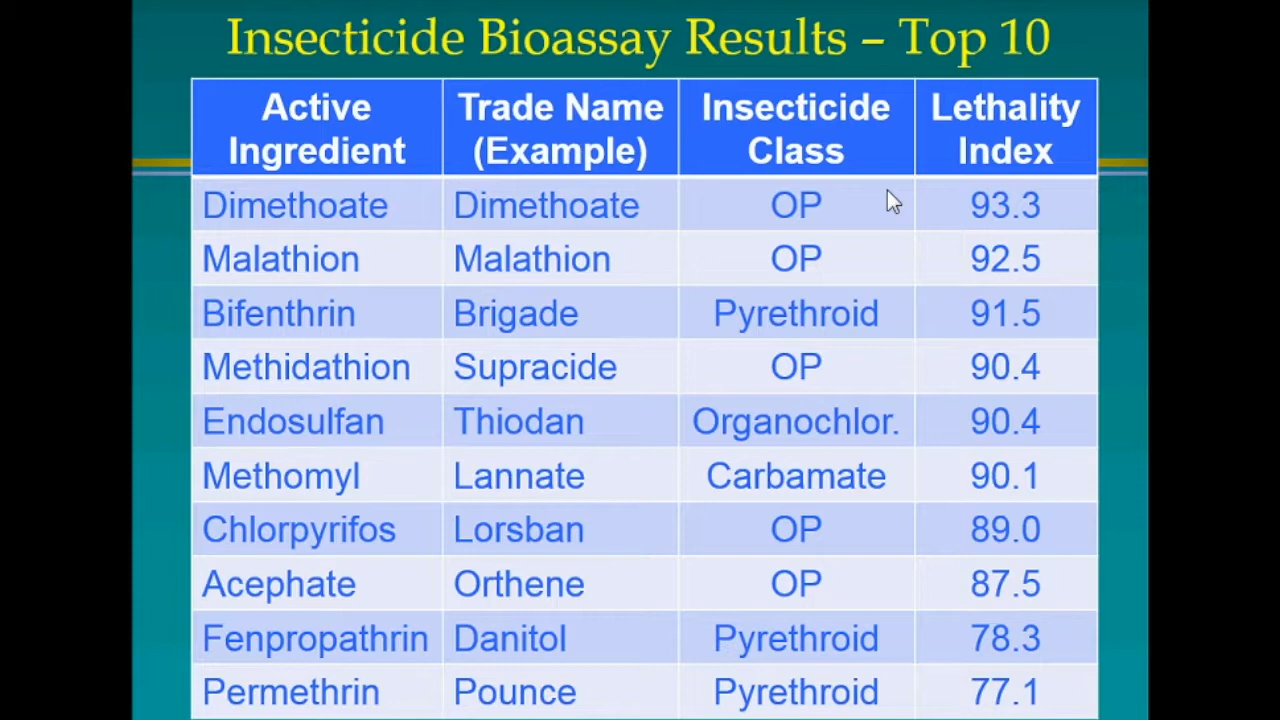 Insecticide Bioassay Results – Top 10
Active Ingredient Trade Name (Example) Insecticide Class Lethality Index
Dimethoate Dimethoate OP 93.3
Malathion Malathion OP 92.5
Bifenthrin Brigade Pyrethroid 91.5
Methidathion Supracide OP 90.4
Endosulfan Thiodan Organochlor. 90.4
Methomyl Lannate Carbamate 90.1
Chlorpyrifos Lorsban OP 89.0
Acephate Orthene OP 87.5
Fenpropathrin Danitol Pyrethroid 78.3
Permethrin Pounce Pyrethroid 77.1